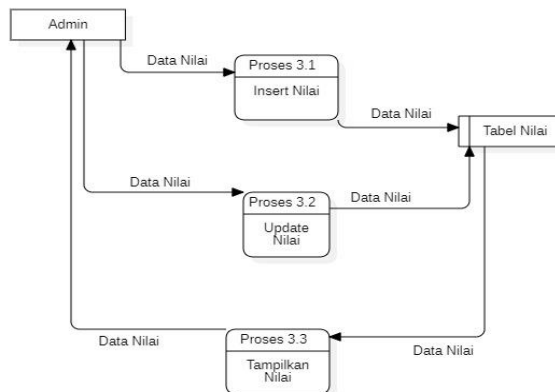 Admin
Data Nilai
Proses 3.1
Insert Nilai
Data Nilai
Tabel Nilai
Data Nilai
Proses 3.2
Update
Nilai
Data Nilai
Data Nilai
Proses 3.3
Tampilkan
Nilai
Data Nilai